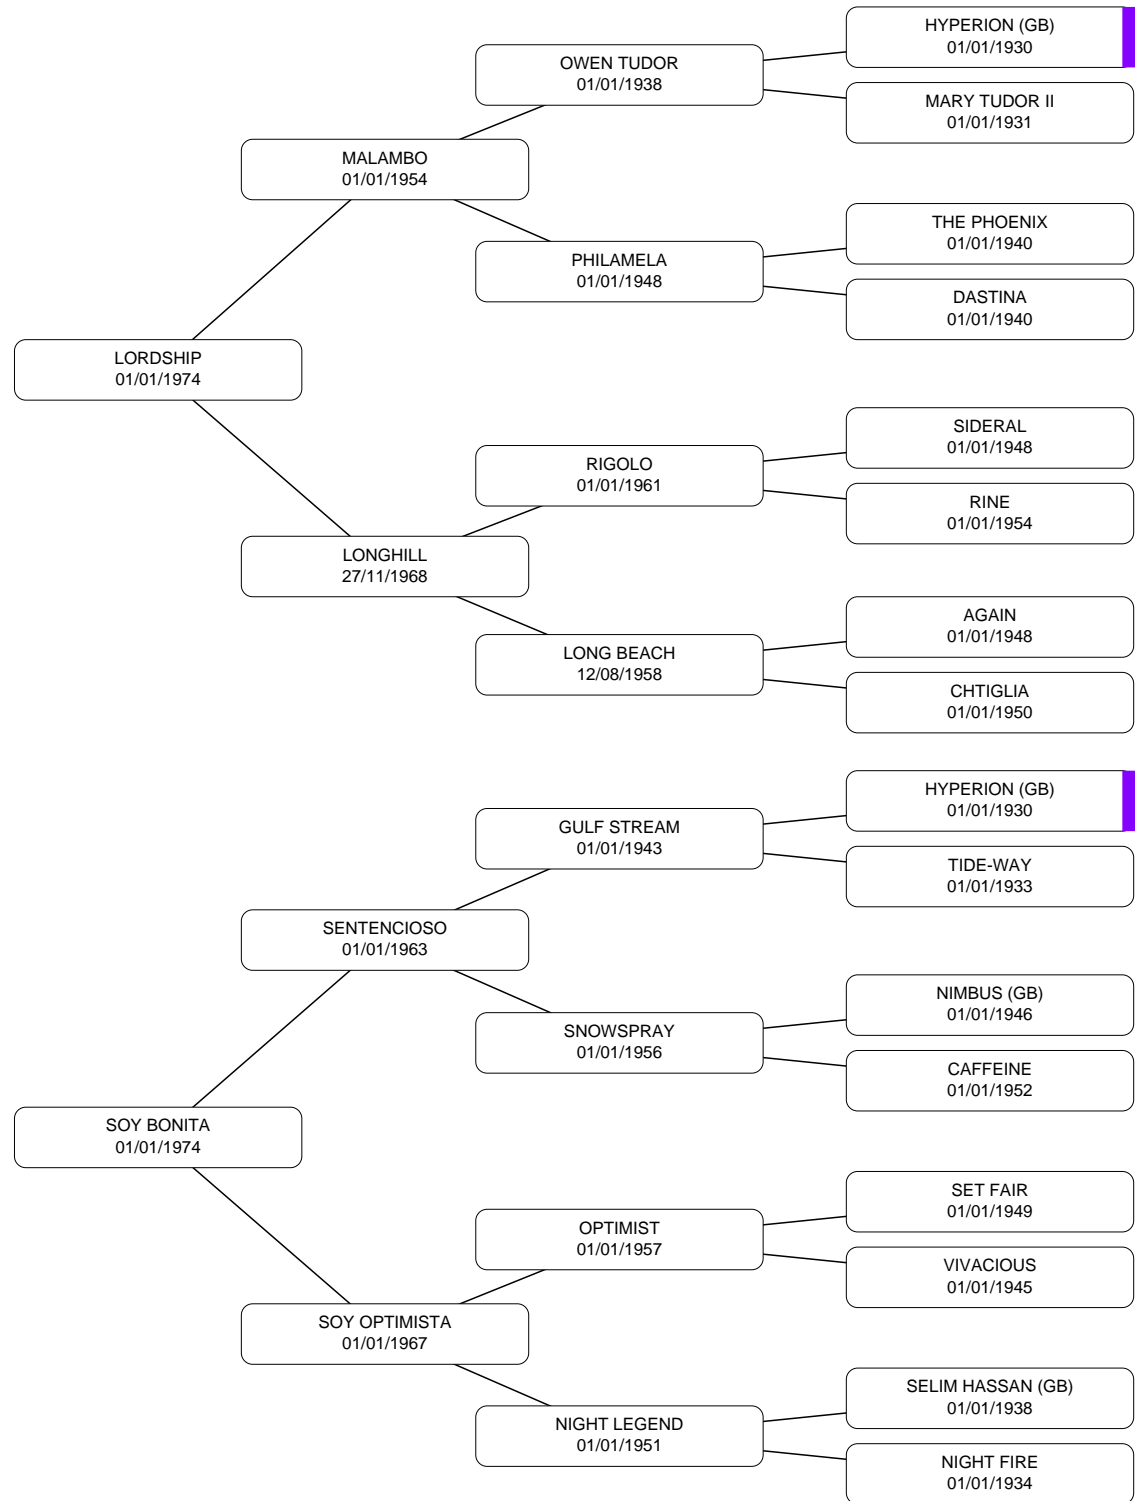 HYPERION (GB)
01/01/1930
OWEN TUDOR
01/01/1938
MARY TUDOR II
01/01/1931
MALAMBO
01/01/1954
THE PHOENIX
01/01/1940
PHILAMELA
01/01/1948
DASTINA
01/01/1940
LORDSHIP
01/01/1974
SIDERAL
01/01/1948
RIGOLO
01/01/1961
RINE
01/01/1954
LONGHILL
27/11/1968
AGAIN
01/01/1948
LONG BEACH
12/08/1958
CHTIGLIA
01/01/1950
HYPERION (GB)
01/01/1930
GULF STREAM
01/01/1943
TIDE-WAY
01/01/1933
SENTENCIOSO
01/01/1963
NIMBUS (GB)
01/01/1946
SNOWSPRAY
01/01/1956
CAFFEINE
01/01/1952
SOY BONITA
01/01/1974
SET FAIR
01/01/1949
OPTIMIST
01/01/1957
VIVACIOUS
01/01/1945
SOY OPTIMISTA
01/01/1967
SELIM HASSAN (GB)
01/01/1938
NIGHT LEGEND
01/01/1951
NIGHT FIRE
01/01/1934